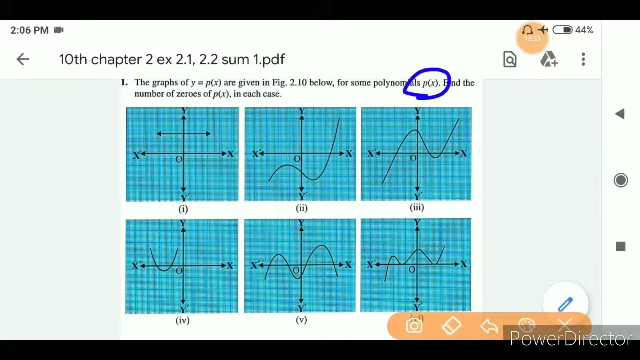 2:06 PM
44%
10th chapter 2 ex 2.1, 2.2 sum 1.pdf
1. The graphs of y = p(x) are given in Fig. 2.10 below, for some polynomials p(x). Find the
number of zeroes of p(x), in each case.
Y Y Y
X' O X X' O X X' O X
Y' Y' Y'
(i) (ii) (iii)
Y Y Y
X' O X X' O X X' O X
Y' Y' Y'
(iv) (v)
PowerDirector